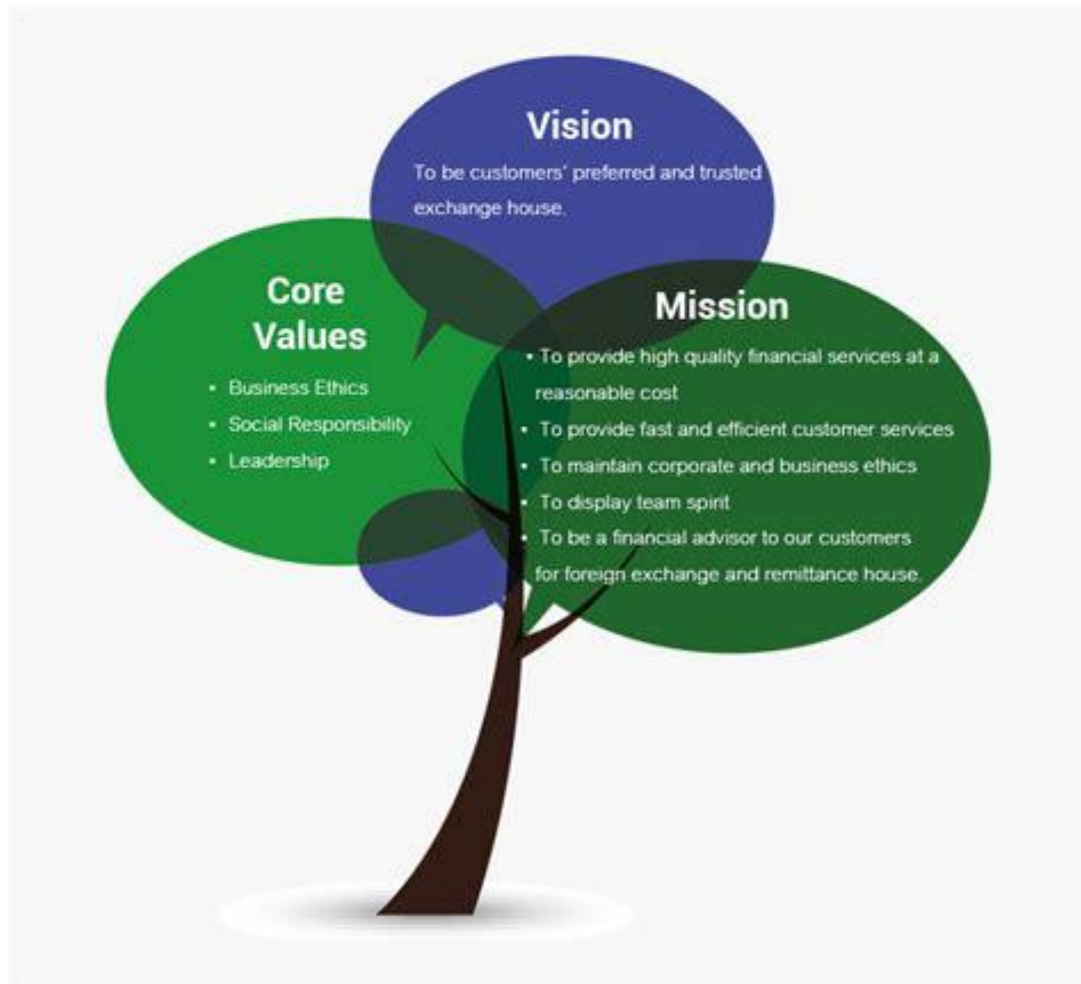 Vision
To be customers' preferred and trusted
exchange house.
Core
Values
• Business Ethics
• Social Responsibility
• Leadership
Mission
• To provide high quality financial services at a
reasonable cost
• To provide fast and efficient customer services
• To maintain corporate and business ethics
• To display team spirit
• To be a financial advisor to our customers
for foreign exchange and remittance house.